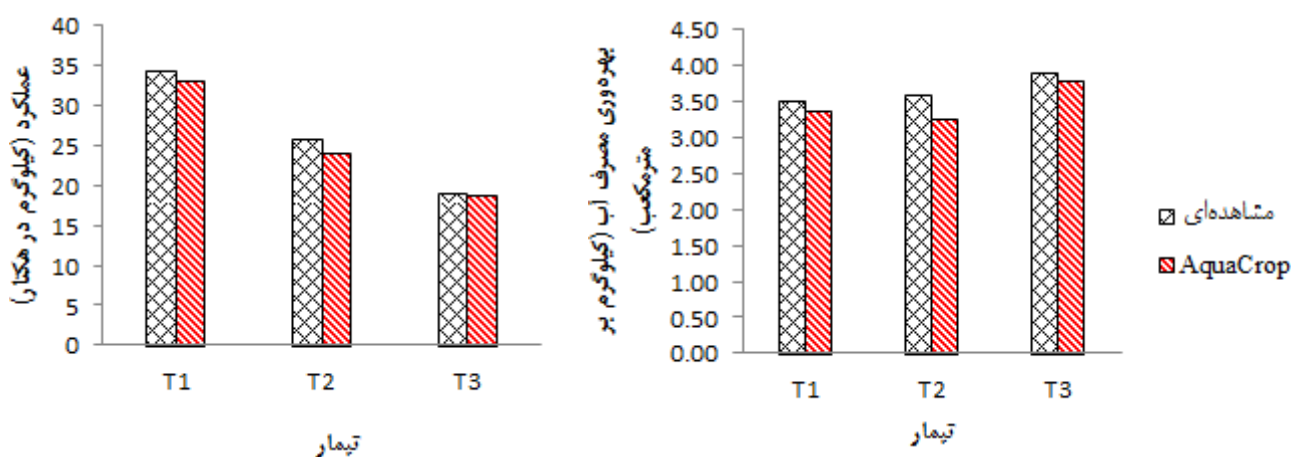 عملکرد (کیلوگرم در هکتار)
40
35
30
25
20
15
10
5
0
T1 T2 T3
تیمار
بهره‌وری مصرف آب (کیلوگرم بر
مترمکعب)
4.50
4.00
3.50
3.00
2.50
2.00
1.50
1.00
0.50
0.00
T1 T2 T3
تیمار
مشاهده‌ای
AquaCrop